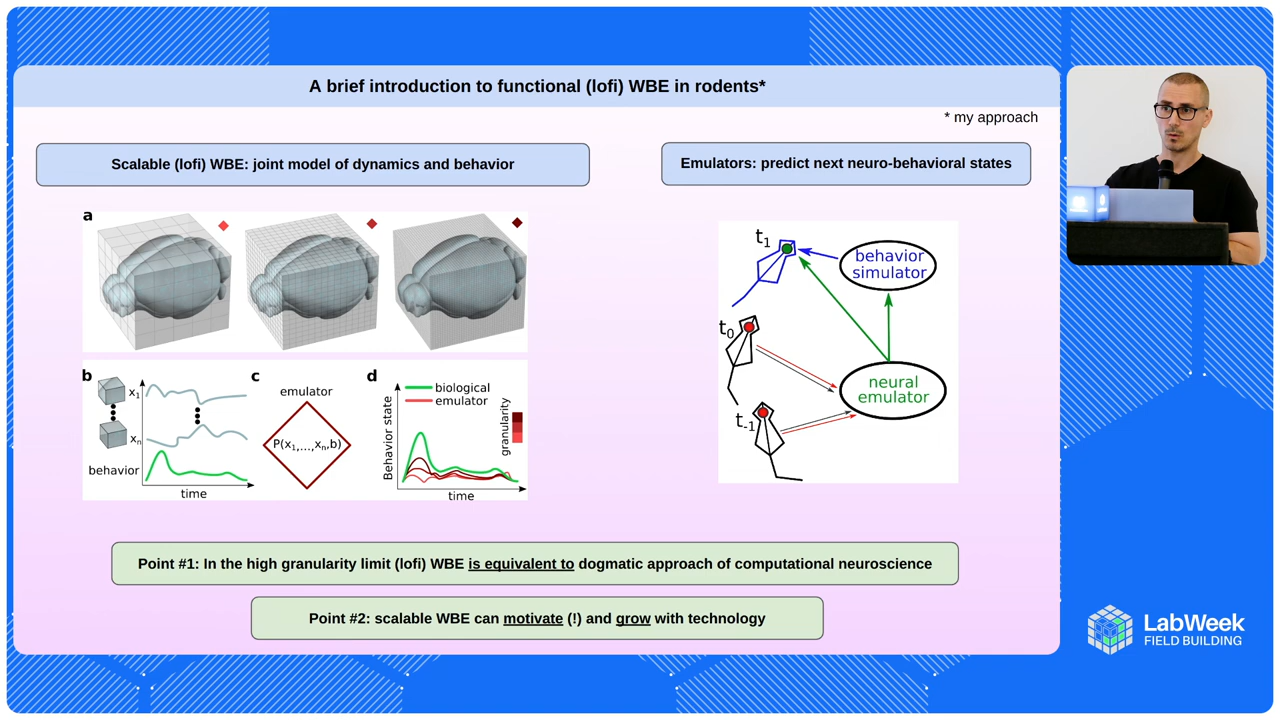 A brief introduction to functional (lofi) WBE in rodents*
* my approach
Scalable (lofi) WBE: joint model of dynamics and behavior
Emulators: predict next neuro-behavioral states
a
b
x1
xn
behavior
time
c
emulator
P(x1,...,xn,b)
d
Behavior state
biological
emulator
granularity
time
t1
behavior
simulator
t0
neural
emulator
t-1
Point #1: In the high granularity limit (lofi) WBE is equivalent to dogmatic approach of computational neuroscience
Point #2: scalable WBE can motivate (!) and grow with technology
LabWeek
FIELD BUILDING